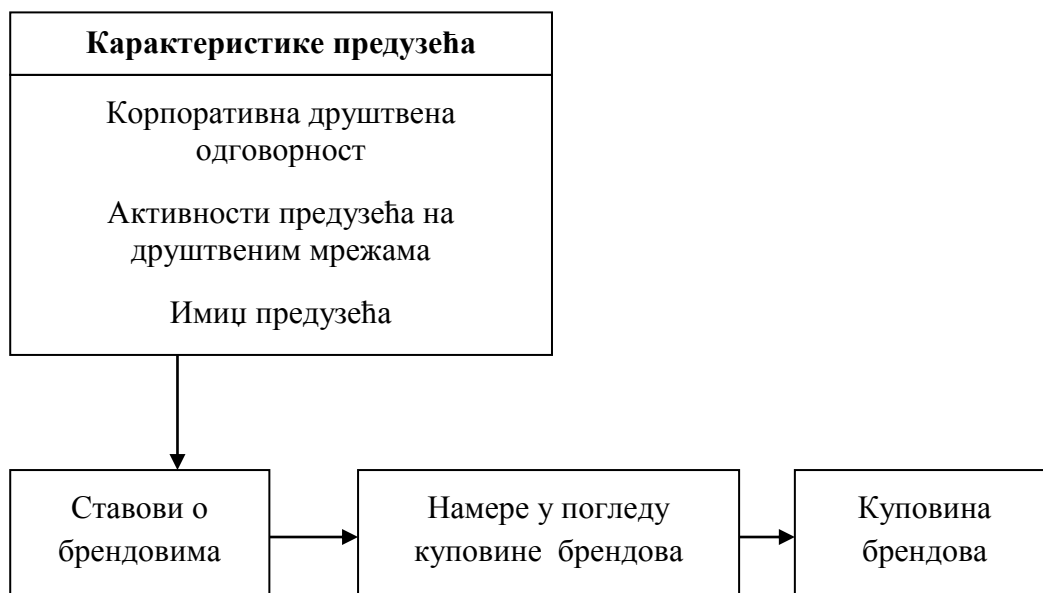 Карактеристике предузећа
Корпоративна друштвена
одговорност
Активности предузећа на
друштвеним мрежама
Имиџ предузећа
Ставови о
брендовима
Намере у погледу
куповине брендова
Куповина
брендова